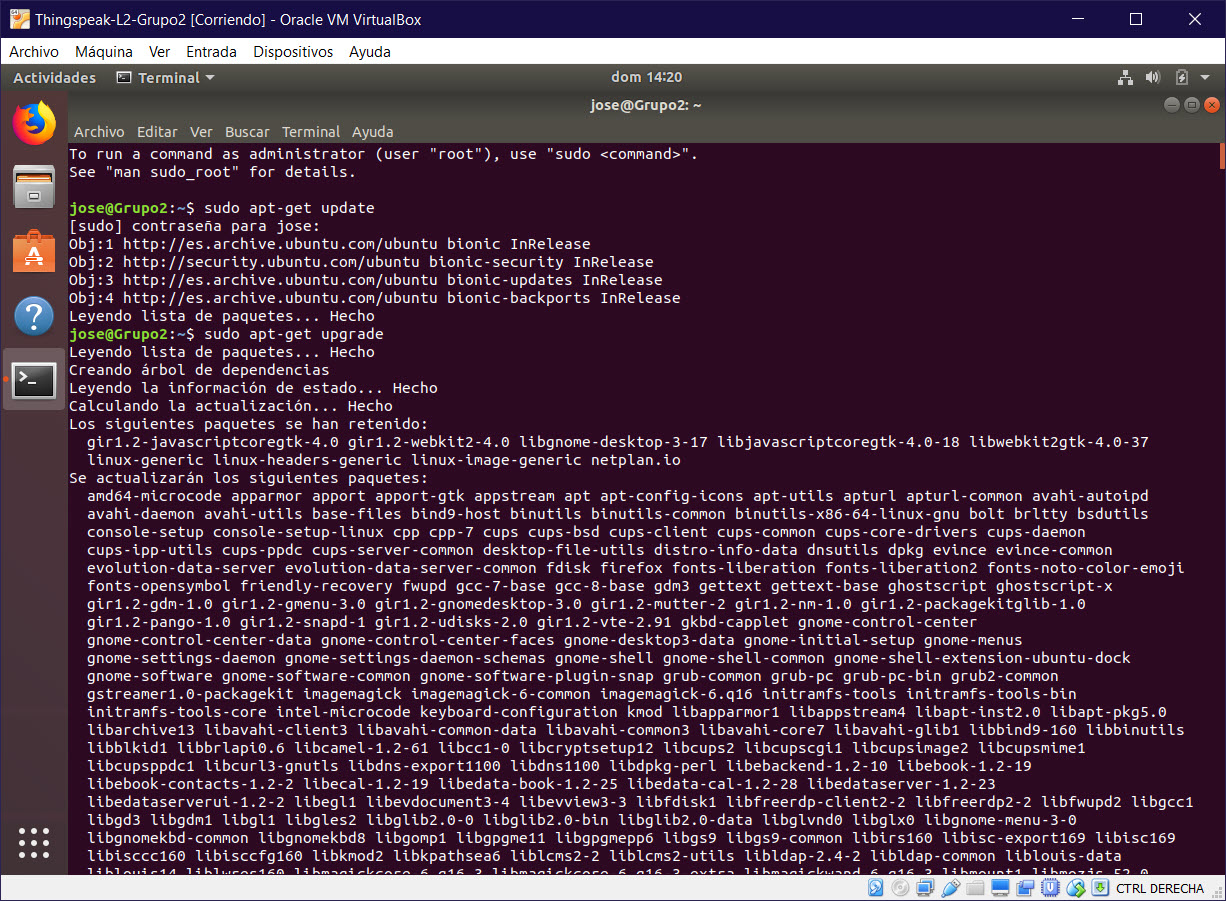 Thingspeak-L2-Grupo2 [Corriendo] - Oracle VM VirtualBox
Archivo Máquina Ver Entrada Dispositivos Ayuda
Actividades Terminal dom 14:20
jose@Grupo2: ~
Archivo Editar Ver Buscar Terminal Ayuda
To run a command as administrator (user "root"), use "sudo <command>".
See "man sudo_root" for details.
jose@Grupo2:~$ sudo apt-get update
[sudo] contraseña para jose:
Obj:1 http://es.archive.ubuntu.com/ubuntu bionic InRelease
Obj:2 http://security.ubuntu.com/ubuntu bionic-security InRelease
Obj:3 http://es.archive.ubuntu.com/ubuntu bionic-updates InRelease
Obj:4 http://es.archive.ubuntu.com/ubuntu bionic-backports InRelease
Leyendo lista de paquetes... Hecho
jose@Grupo2:~$ sudo apt-get upgrade
Leyendo lista de paquetes... Hecho
Creando árbol de dependencias
Leyendo la información de estado... Hecho
Calculando la actualización... Hecho
Los siguientes paquetes se han retenido:
gir1.2-javascriptcoregtk-4.0 gir1.2-webkit2-4.0 libgnome-desktop-3-17 libjavascriptcoregtk-4.0-18 libwebkit2gtk-4.0-37
linux-generic linux-headers-generic linux-image-generic netplan.io
Se actualizarán los siguientes paquetes:
amd64-microcode apparmor apport apport-gtk appstream apt apt-config-icons apt-utils apturl apturl-common avahi-autoipd
avahi-daemon avahi-utils base-files bind9-host binutils binutils-common binutils-x86-64-linux-gnu bolt brltty bsdutils
console-setup console-setup-linux cpp cpp-7 cups cups-bsd cups-client cups-common cups-core-drivers cups-daemon
cups-ipp-utils cups-ppdc cups-server-common desktop-file-utils distro-info-data dnsutils dpkg evince evince-common
evolution-data-server evolution-data-server-common fdisk firefox fonts-liberation fonts-liberation2 fonts-noto-color-emoji
fonts-opensymbol friendly-recovery fwupd gcc-7-base gcc-8-base gdm3 gettext gettext-base ghostscript ghostscript-x
gir1.2-gdm-1.0 gir1.2-gmenu-3.0 gir1.2-gnomedesktop-3.0 gir1.2-mutter-2 gir1.2-nm-1.0 gir1.2-packagekitglib-1.0
gir1.2-pango-1.0 gir1.2-snapd-1 gir1.2-udisks-2.0 gir1.2-vte-2.91 gkbd-capplet gnome-control-center
gnome-control-center-data gnome-control-center-faces gnome-desktop3-data gnome-initial-setup gnome-menus
gnome-settings-daemon gnome-settings-daemon-schemas gnome-shell gnome-shell-common gnome-shell-extension-ubuntu-dock
gnome-software gnome-software-common gnome-software-plugin-snap grub-common grub-pc grub-pc-bin grub2-common
gstreamer1.0-packagekit imagemagick imagemagick-6-common imagemagick-6.q16 initramfs-tools initramfs-tools-bin
initramfs-tools-core intel-microcode keyboard-configuration kmod libapparmor1 libappstream4 libapt-inst2.0 libapt-pkg5.0
libarchive13 libavahi-client3 libavahi-common-data libavahi-common3 libavahi-core7 libavahi-glib1 libbind9-160 libbinutils
libblkid1 libbrlapi0.6 libcamel-1.2-61 libcc1-0 libcryptsetup12 libcups2 libcupscgi1 libcupsimage2 libcupsmime1
libcupsppdc1 libcurl3-gnutls libdns-export1100 libdns1100 libdpkg-perl libebackend-1.2-10 libebook-1.2-19
libebook-contacts-1.2-2 libecal-1.2-19 libedata-book-1.2-25 libedata-cal-1.2-28 libedataserver-1.2-23
libedataserverui-1.2-2 libegl1 libevdocument3-4 libevview3-3 libfdisk1 libfreerdp-client2-2 libfreerdp2-2 libfwupd2 libgcc1
libgd3 libgdm1 libgl1 libgles2 libglib2.0-0 libglib2.0-bin libglib2.0-data libglvnd0 libglx0 libgnome-menu-3-0
libgnomekbd-common libgnomekbd8 libgomp1 libgpgme11 libgpgmepp6 libgs9 libgs9-common libirs160 libisc-export169 libisc169
libisccc160 libisccfg160 libkmod2 libkpathsea6 liblcms2-2 liblcms2-utils libldap-2.4-2 libldap-common liblouis-data
liblouis14 liblwres160 libmagickcore-6.q16-3 libmagickcore-6.q16-3-extra libmagickwand-6.q16-3 libmount1 libmozjs-52-0
CTRL DERECHA